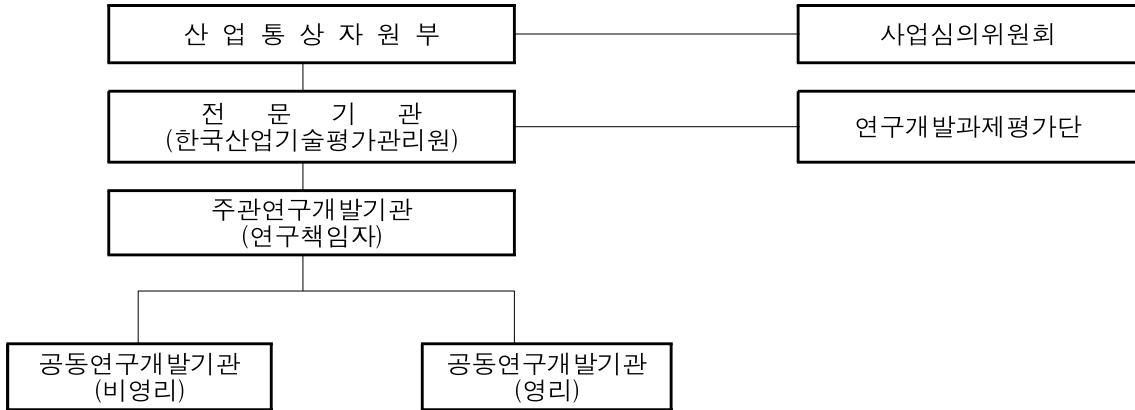 산 업 통 상 자 원 부
사업심의위원회
전 문 기 관
(한국산업기술평가관리원)
연구개발과제평가단
주관연구개발기관
(연구책임자)
공동연구개발기관
(비영리)
공동연구개발기관
(영리)